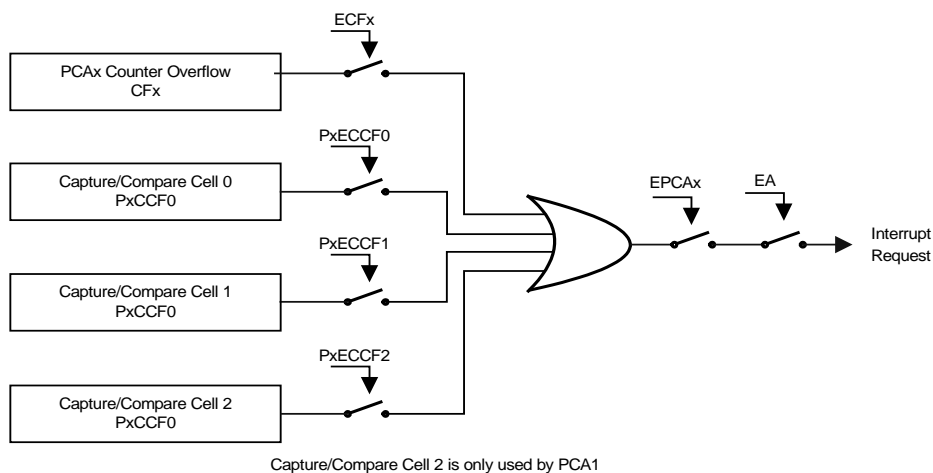 ECFx
PCAx Counter Overflow
CFx
PxECCF0
Capture/Compare Cell 0
PxCCF0
EPCAx
EA
Interrupt
Request
PxECCF1
Capture/Compare Cell 1
PxCCF0
PxECCF2
Capture/Compare Cell 2
PxCCF0
Capture/Compare Cell 2 is only used by PCA1